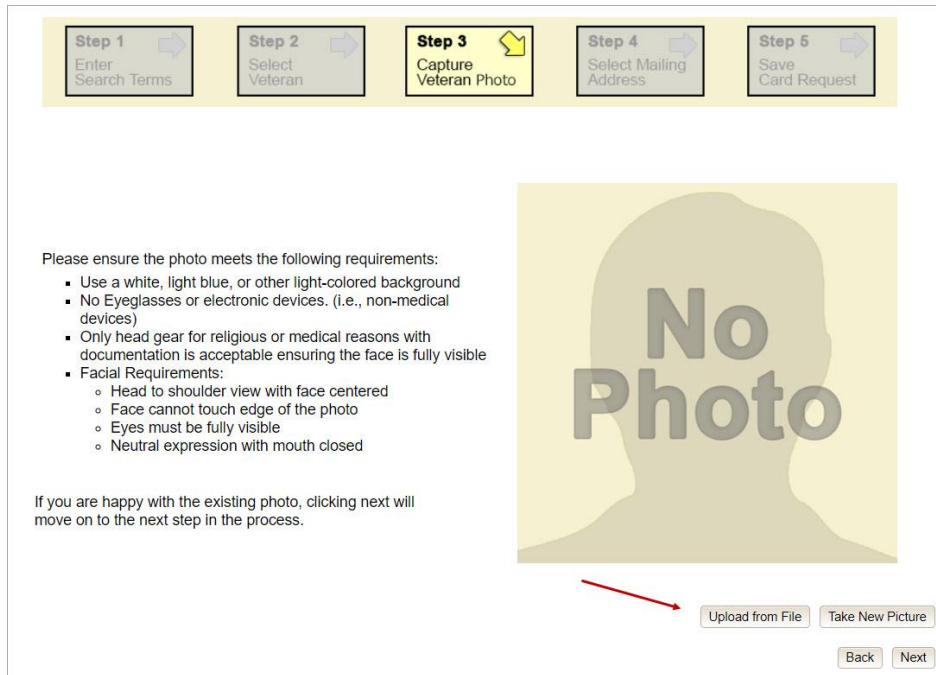 Step 1
Enter
Search Terms
Step 2
Select
Veteran
Step 3
Capture
Veteran Photo
Step 4
Select Mailing
Address
Step 5
Save
Card Request
Please ensure the photo meets the following requirements:
▪ Use a white, light blue, or other light-colored background
▪ No Eyeglasses or electronic devices. (i.e., non-medical
devices)
▪ Only head gear for religious or medical reasons with
documentation is acceptable ensuring the face is fully visible
▪ Facial Requirements:
◦ Head to shoulder view with face centered
◦ Face cannot touch edge of the photo
◦ Eyes must be fully visible
◦ Neutral expression with mouth closed
If you are happy with the existing photo, clicking next will
move on to the next step in the process.
No
Photo
Upload from File
Take New Picture
Back
Next